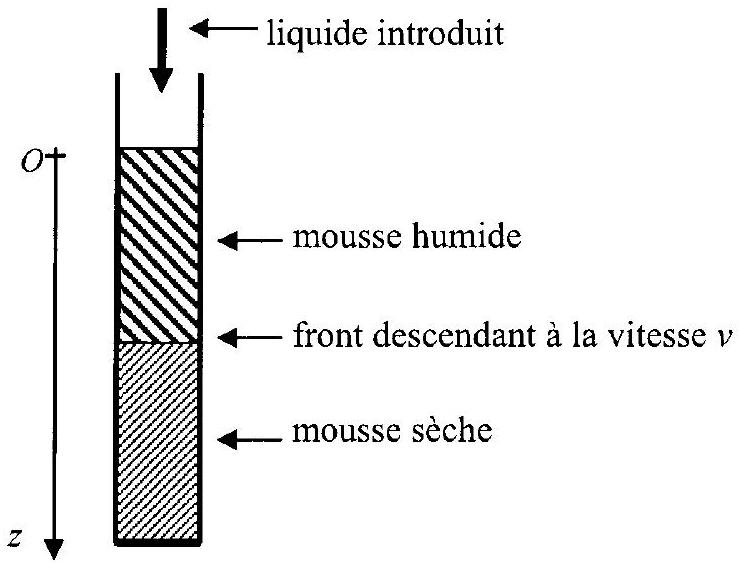 liquide introduit
O
mousse humide
front descendant à la vitesse v
mousse sèche
z